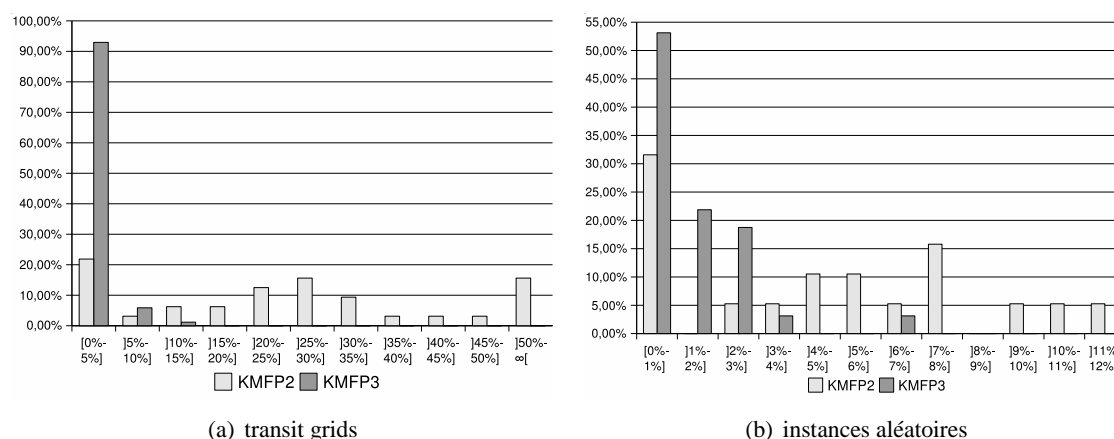 100,00%
90,00%
80,00%
70,00%
60,00%
50,00%
40,00%
30,00%
20,00%
10,00%
0,00%
[0%- ]5%- ]10%- ]15%- ]20%- ]25%- ]30%- ]35%- ]40%- ]45%- ]50%-
5%] 10%] 15%] 20%] 25%] 30%] 35%] 40%] 45%] 50%] ∞[
KMFP2 KMFP3
(a) transit grids
55,00%
50,00%
45,00%
40,00%
35,00%
30,00%
25,00%
20,00%
15,00%
10,00%
5,00%
0,00%
[0%- ]1%- ]2%- ]3%- ]4%- ]5%- ]6%- ]7%- ]8%- ]9%- ]10%- ]11%
1%] 2%] 3%] 4%] 5%] 6%] 7%] 8%] 9%] 10%] 11%] 12%]
KMFP2 KMFP3
(b) instances aléatoires